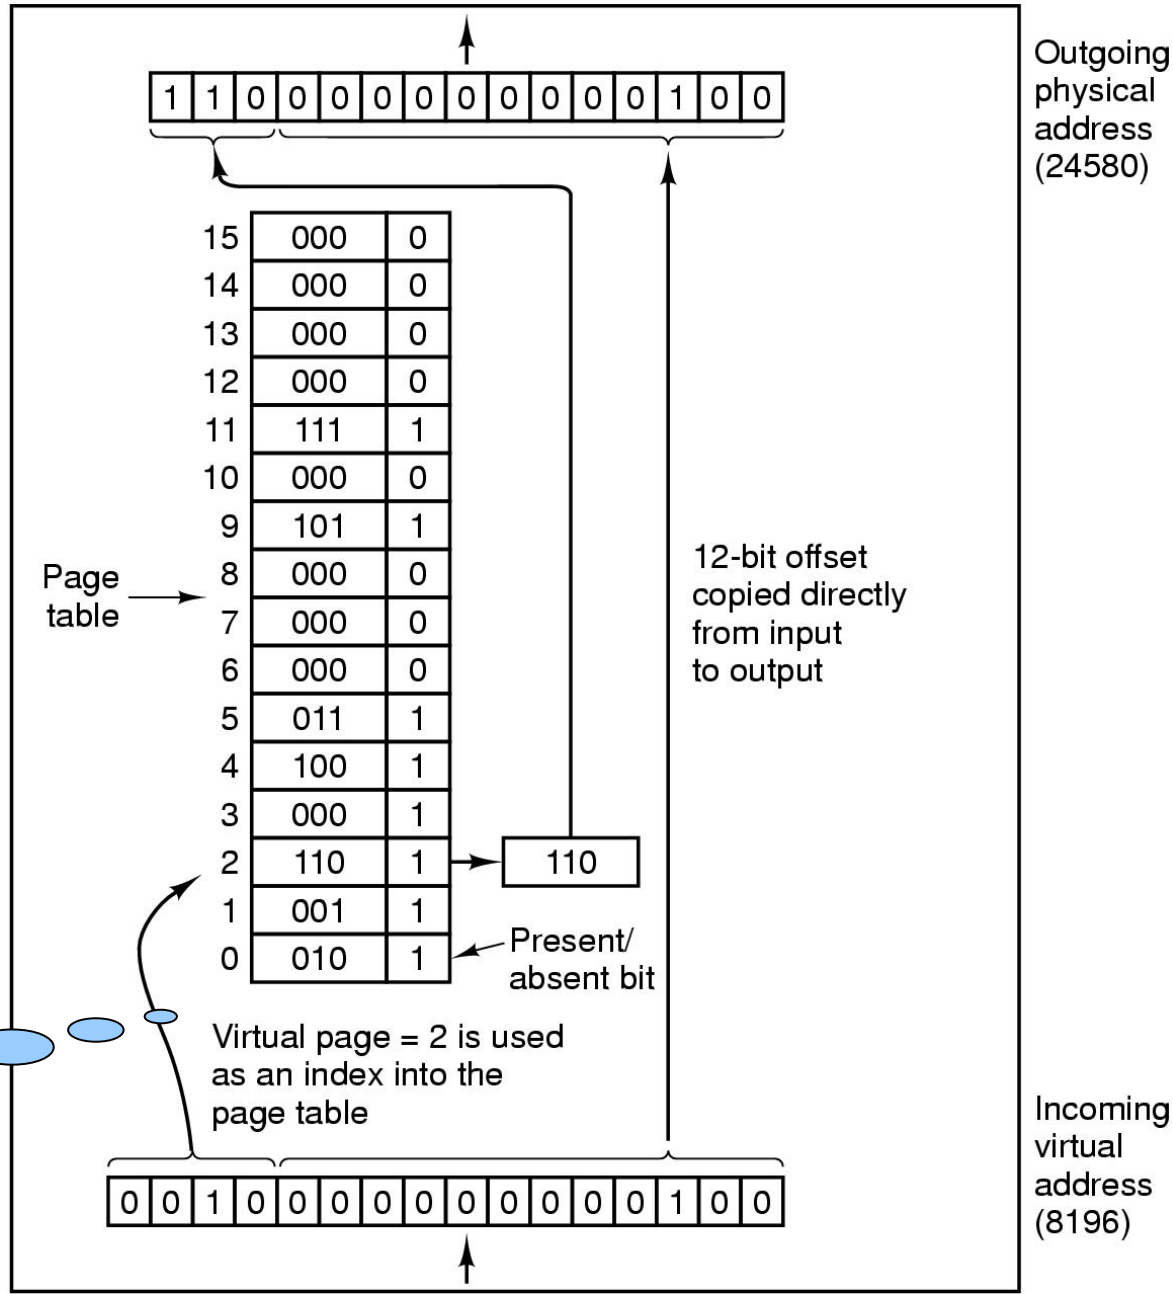 Outgoing
physical
address
(24580)
1 1 0 0 0 0 0 0 0 0 0 0 1 0 0
15 000 0
14 000 0
13 000 0
12 000 0
11 111 1
10 000 0
9 101 1
8 000 0
7 000 0
6 000 0
5 011 1
4 100 1
3 000 1
2 110 1 110
1 001 1
0 010 1
Page
table
12-bit offset
copied directly
from input
to output
Present/
absent bit
Virtual page = 2 is used
as an index into the
page table
Incoming
virtual
address
(8196)
0 0 1 0 0 0 0 0 0 0 0 0 0 1 0 0